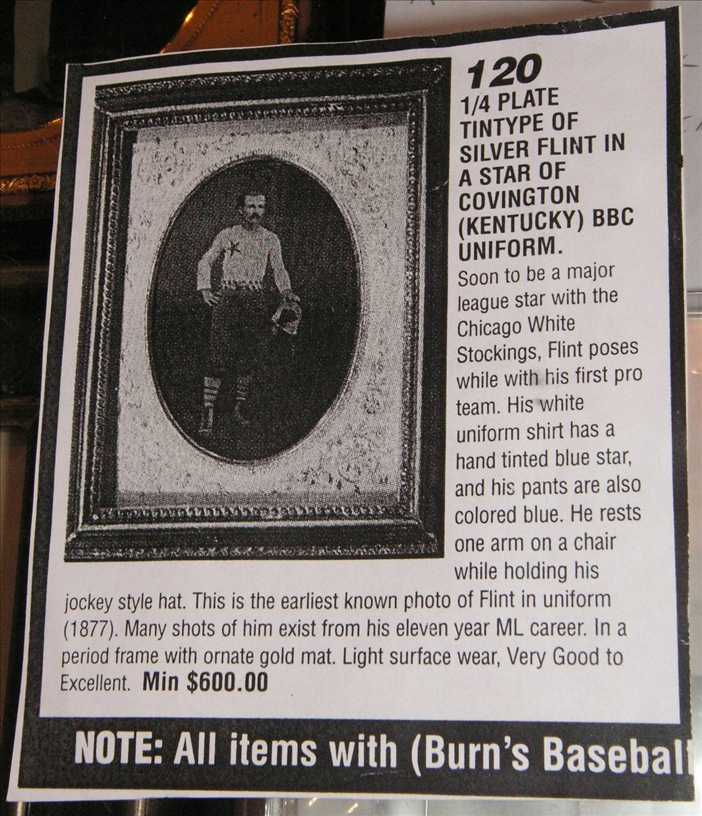 120
1/4 PLATE
TINTYPE OF
SILVER FLINT IN
A STAR OF
COVINGTON
(KENTUCKY) BBC
UNIFORM.
Soon to be a major
league star with the
Chicago White
Stockings, Flint poses
while with his first pro
team. His white
uniform shirt has a
hand tinted blue star,
and his pants are also
colored blue. He rests
one arm on a chair
while holding his
jockey style hat. This is the earliest known photo of Flint in uniform
(1877). Many shots of him exist from his eleven year ML career. In a
period frame with ornate gold mat. Light surface wear, Very Good to
Excellent. Min $600.00
NOTE: All items with (Burn's Baseball